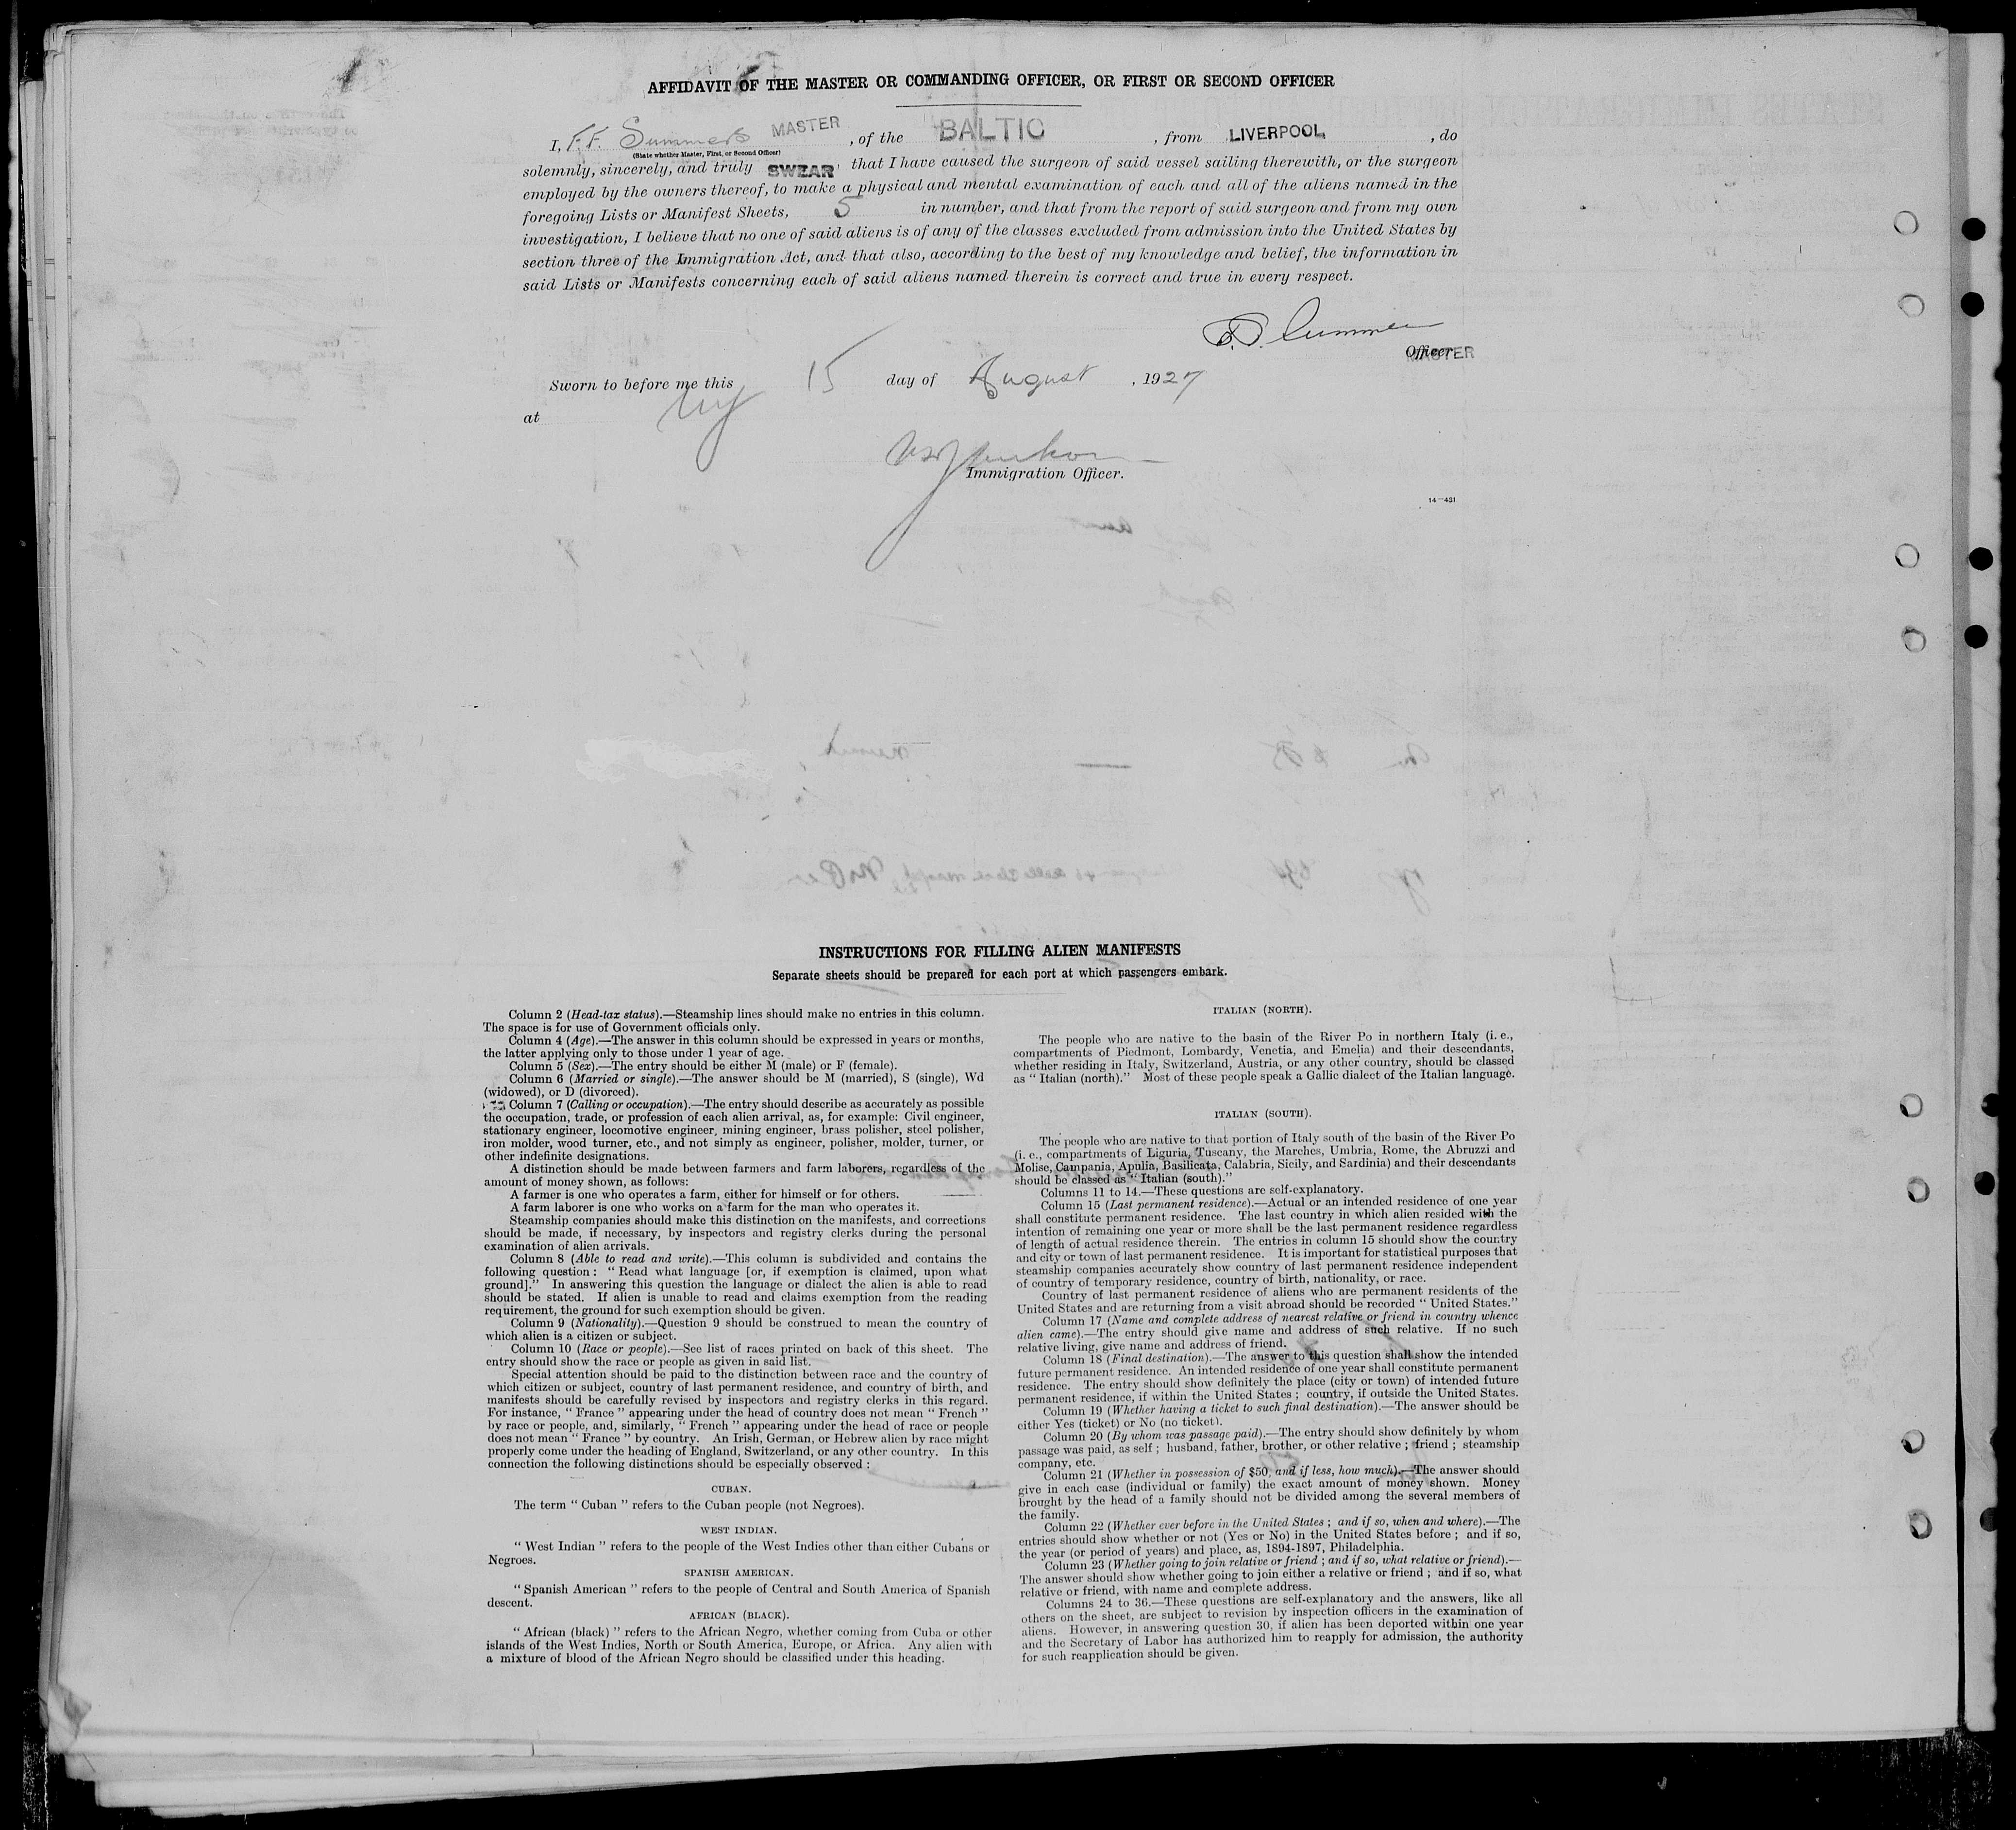 AFFIDAVIT OF THE MASTER OR COMMANDING OFFICER, OR FIRST OR SECOND OFFICER
I, F.F. Summers MASTER, of the BALTIC, from LIVERPOOL, do
(State whether Master, First, or Second Officer)
solemnly, sincerely, and truly SWEAR that I have caused the surgeon of said vessel sailing therewith, or the surgeon
employed by the owners thereof, to make a physical and mental examination of each and all of the aliens named in the
foregoing Lists or Manifest Sheets, 5 in number, and that from the report of said surgeon and from my own
investigation, I believe that no one of said aliens is of any of the classes excluded from admission into the United States by
section three of the Immigration Act, and that also, according to the best of my knowledge and belief, the information in
said Lists or Manifests concerning each of said aliens named therein is correct and true in every respect.
Officer.
MASTER
Sworn to before me this 15 day of August, 1927
at NY
Immigration Officer.
14—431
INSTRUCTIONS FOR FILLING ALIEN MANIFESTS
Separate sheets should be prepared for each port at which passengers embark.
Column 2 (Head-tax status).—Steamship lines should make no entries in this column.
The space is for use of Government officials only.
Column 4 (Age).—The answer in this column should be expressed in years or months,
the latter applying only to those under 1 year of age.
Column 5 (Sex).—The entry should be either M (male) or F (female).
Column 6 (Married or single).—The answer should be M (married), S (single), Wd
(widowed), or D (divorced).
Column 7 (Calling or occupation).—The entry should describe as accurately as possible
the occupation, trade, or profession of each alien arrival, as, for example: Civil engineer,
stationary engineer, locomotive engineer, mining engineer, brass polisher, steel polisher,
iron molder, wood turner, etc., and not simply as engineer, polisher, molder, turner, or
other indefinite designations.
A distinction should be made between farmers and farm laborers, regardless of the
amount of money shown, as follows:
A farmer is one who operates a farm, either for himself or for others.
A farm laborer is one who works on a farm for the man who operates it.
Steamship companies should make this distinction on the manifests, and corrections
should be made, if necessary, by inspectors and registry clerks during the personal
examination of alien arrivals.
Column 8 (Able to read and write).—This column is subdivided and contains the
following question: "Read what language [or, if exemption is claimed, upon what
ground]." In answering this question the language or dialect the alien is able to read
should be stated. If alien is unable to read and claims exemption from the reading
requirement, the ground for such exemption should be given.
Column 9 (Nationality).—Question 9 should be construed to mean the country of
which alien is a citizen or subject.
Column 10 (Race or people).—See list of races printed on back of this sheet. The
entry should show the race or people as given in said list.
Special attention should be paid to the distinction between race and the country of
which citizen or subject, country of last permanent residence, and country of birth, and
manifests should be carefully revised by inspectors and registry clerks in this regard.
For instance, "France" appearing under the head of country does not mean "French"
by race or people, and, similarly, "French" appearing under the head of race or people
does not mean "France" by country. An Irish, German, or Hebrew alien by race might
properly come under the heading of England, Switzerland, or any other country. In this
connection the following distinctions should be especially observed:
CUBAN.
The term "Cuban" refers to the Cuban people (not Negroes).
WEST INDIAN.
"West Indian" refers to the people of the West Indies other than either Cubans or
Negroes.
SPANISH AMERICAN.
"Spanish American" refers to the people of Central and South America of Spanish
descent.
AFRICAN (BLACK).
"African (black)" refers to the African Negro, whether coming from Cuba or other
islands of the West Indies, North or South America, Europe, or Africa. Any alien with
a mixture of blood of the African Negro should be classified under this heading.
ITALIAN (NORTH).
The people who are native to the basin of the River Po in northern Italy (i. e.,
compartments of Piedmont, Lombardy, Venetia, and Emelia) and their descendants,
whether residing in Italy, Switzerland, Austria, or any other country, should be classed
as "Italian (north)." Most of these people speak a Gallic dialect of the Italian language.
ITALIAN (SOUTH).
The people who are native to that portion of Italy south of the basin of the River Po
(i. e., compartments of Liguria, Tuscany, the Marches, Umbria, Rome, the Abruzzi and
Molise, Campania, Apulia, Basilicata, Calabria, Sicily, and Sardinia) and their descendants
should be classed as "Italian (south)."
Columns 11 to 14.—These questions are self-explanatory.
Column 15 (Last permanent residence).—Actual or an intended residence of one year
shall constitute permanent residence. The last country in which alien resided with the
intention of remaining one year or more shall be the last permanent residence regardless
of length of actual residence therein. The entries in column 15 should show the country
and city or town of last permanent residence. It is important for statistical purposes that
steamship companies accurately show country of last permanent residence independent
of country of temporary residence, country of birth, nationality, or race.
Country of last permanent residence of aliens who are permanent residents of the
United States and are returning from a visit abroad should be recorded "United States."
Column 17 (Name and complete address of nearest relative or friend in country whence
alien came).—The entry should give name and address of such relative. If no such
relative living, give name and address of friend.
Column 18 (Final destination).—The answer to this question shall show the intended
future permanent residence. An intended residence of one year shall constitute permanent
residence. The entry should show definitely the place (city or town) of intended future
permanent residence, if within the United States; country, if outside the United States.
Column 19 (Whether having a ticket to such final destination).—The answer should be
either Yes (ticket) or No (no ticket).
Column 20 (By whom was passage paid).—The entry should show definitely by whom
passage was paid, as self; husband, father, brother, or other relative; friend; steamship
company, etc.
Column 21 (Whether in possession of $50, and if less, how much).—The answer should
give in each case (individual or family) the exact amount of money shown. Money
brought by the head of a family should not be divided among the several members of
the family.
Column 22 (Whether ever before in the United States; and if so, when and where).—The
entries should show whether or not (Yes or No) in the United States before; and if so,
the year (or period of years) and place, as, 1894-1897, Philadelphia.
Column 23 (Whether going to join relative or friend; and if so, what relative or friend).—
The answer should show whether going to join either a relative or friend; and if so, what
relative or friend, with name and complete address.
Columns 24 to 36.—These questions are self-explanatory and the answers, like all
others on the sheet, are subject to revision by inspection officers in the examination of
aliens. However, in answering question 30, if alien has been deported within one year
and the Secretary of Labor has authorized him to reapply for admission, the authority
for such reapplication should be given.